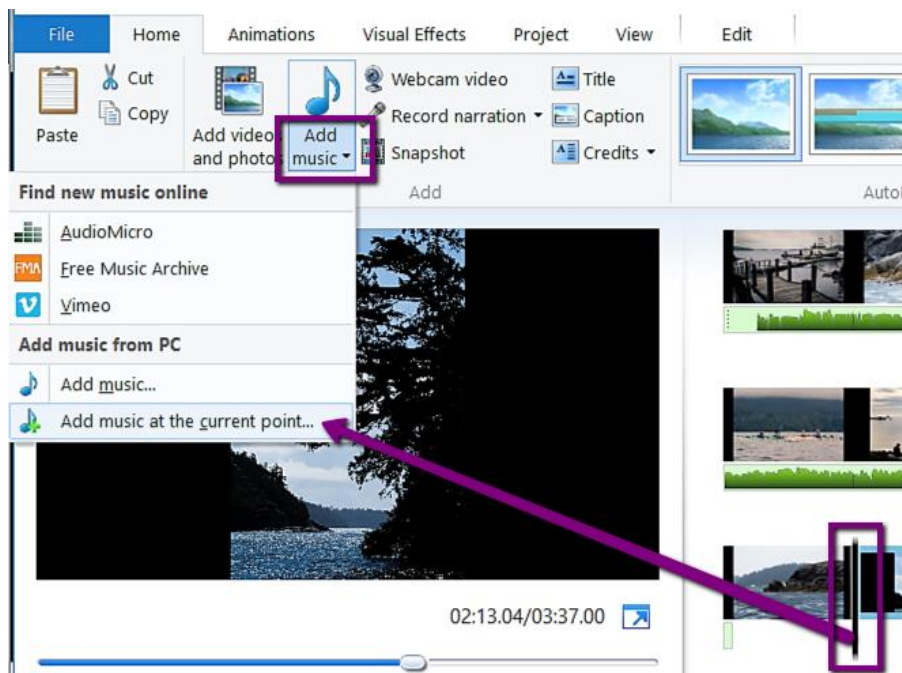 File Home Animations Visual Effects Project View Edit
Cut
Copy
Paste
Add videos and photos
Add music
Webcam video
Record narration
Snapshot
Title
Caption
Credits
Add
Find new music online
AudioMicro
FMA Free Music Archive
Vimeo
Add music from PC
Add music...
Add music at the current point...
02:13.04/03:37.00